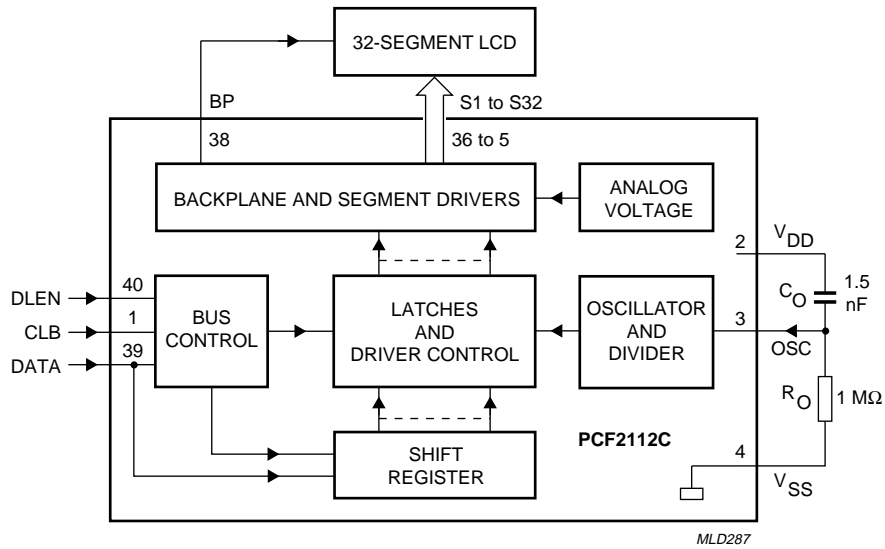 32-SEGMENT LCD
BP
S1 to S32
38
36 to 5
BACKPLANE AND SEGMENT DRIVERS
ANALOG
VOLTAGE
2
VDD
DLEN
40
CLB
1
DATA
39
BUS
CONTROL
LATCHES
AND
DRIVER CONTROL
OSCILLATOR
AND
DIVIDER
3
OSC
CO
1.5
nF
RO
1 MΩ
PCF2112C
SHIFT
REGISTER
4
VSS
MLD287